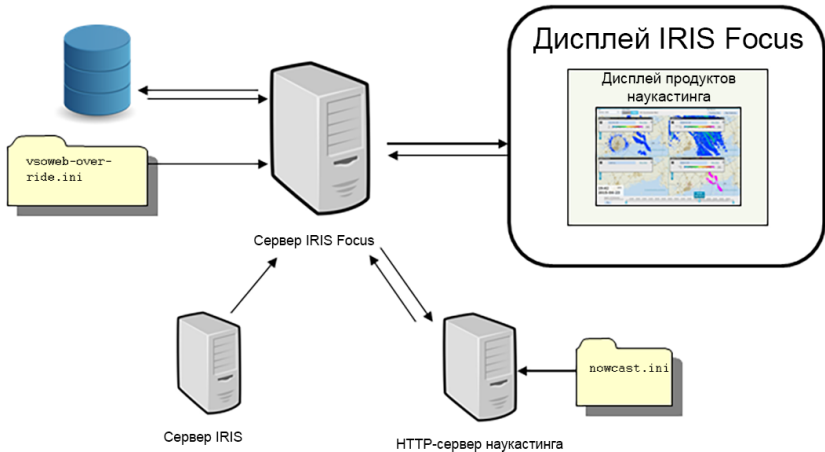 Дисплей IRIS Focus
Дисплей продуктов
наукастинга
vsoweb-over-
ride.ini
Сервер IRIS Focus
nowcast.ini
Сервер IRIS
HTTP-сервер наукастинга